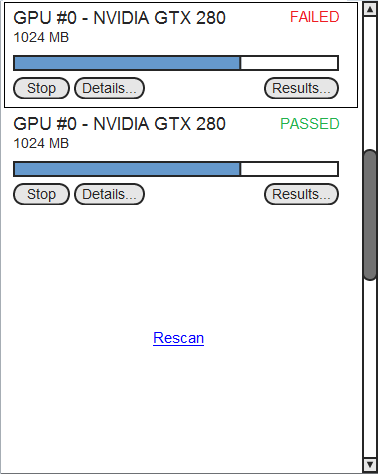 GPU #0 - NVIDIA GTX 280 FAILED
1024 MB
Stop Details... Results...
GPU #0 - NVIDIA GTX 280 PASSED
1024 MB
Stop Details... Results...
Rescan